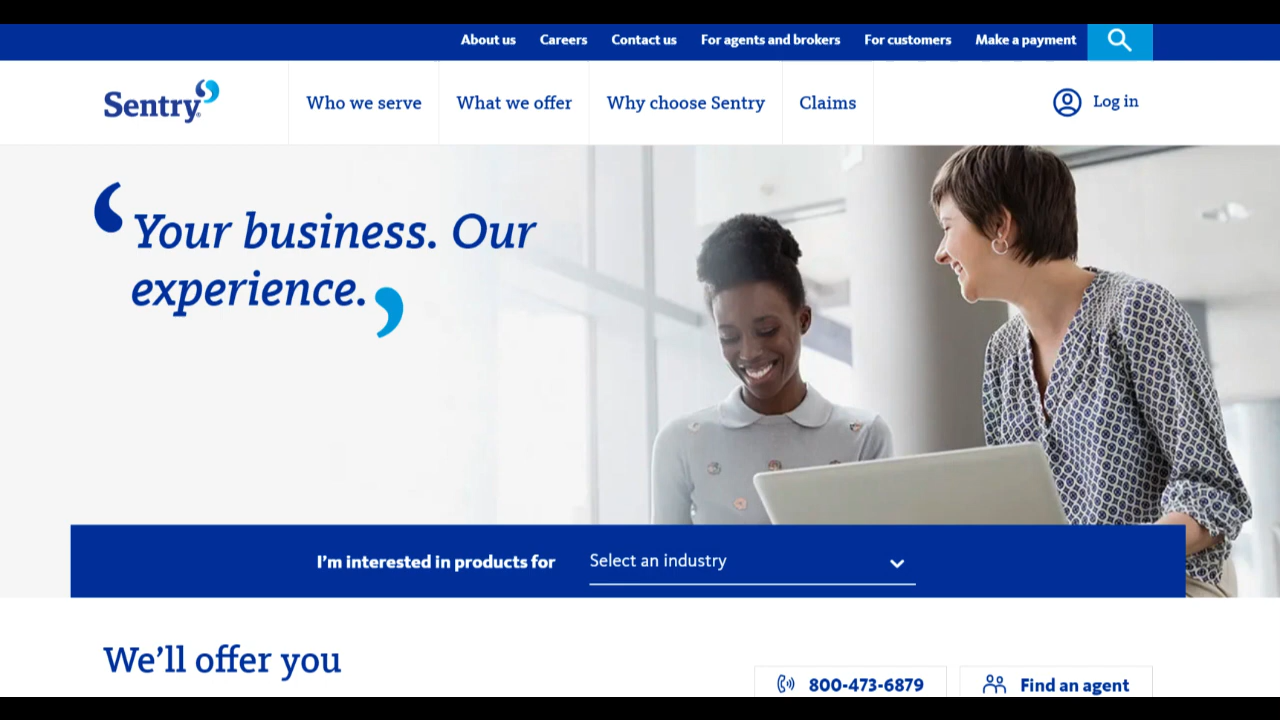 About us Careers Contact us For agents and brokers For customers Make a payment
Sentry® Who we serve What we offer Why choose Sentry Claims Log in
‘Your business. Our
experience.’
I’m interested in products for Select an industry
We’ll offer you
800-473-6879 Find an agent